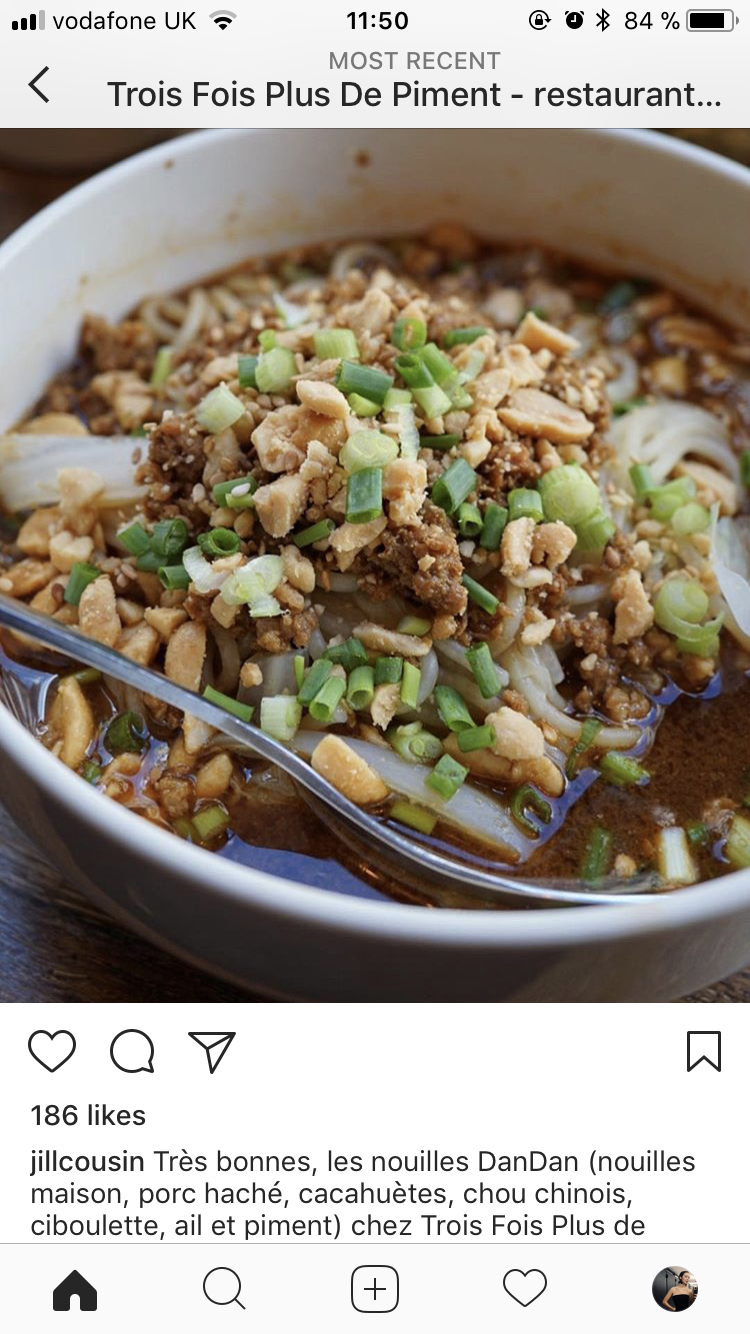 vodafone UK 11:50 84 %
MOST RECENT
Trois Fois Plus De Piment - restaurant...
186 likes
jillcousin Très bonnes, les nouilles DanDan (nouilles
maison, porc haché, cacahuètes, chou chinois,
ciboulette, ail et piment) chez Trois Fois Plus de